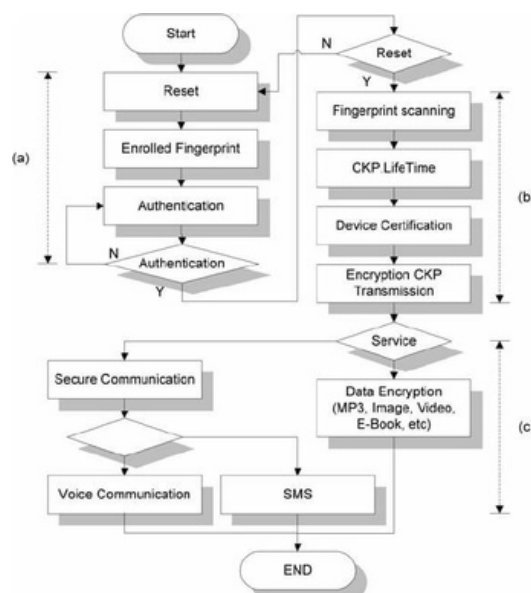 Start
N
Reset
Y
Reset
(a)
Enrolled Fingerprint
Authentication
N
Authentication
Y
Fingerprint scanning
CKP.LifeTime
(b)
Device Certification
Encryption CKP
Transmission
Service
Secure Communication
Data Encryption
(MP3, Image, Video,
E-Book, etc)
(c)
Voice Communication
SMS
END